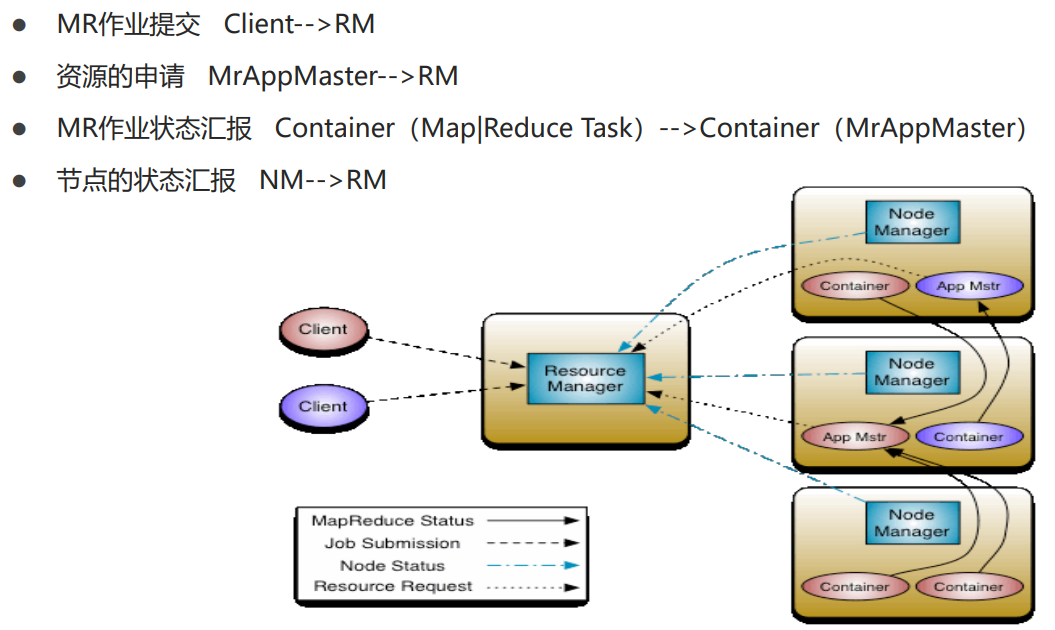 ● MR作业提交 Client-->RM
● 资源的申请 MrAppMaster-->RM
● MR作业状态汇报 Container（Map|Reduce Task）-->Container（MrAppMaster）
● 节点的状态汇报 NM-->RM
Node
Manager
Container
App Mstr
Client
Client
Resource
Manager
Node
Manager
App Mstr
Container
Node
Manager
Container
Container
MapReduce Status
Job Submission
Node Status
Resource Request